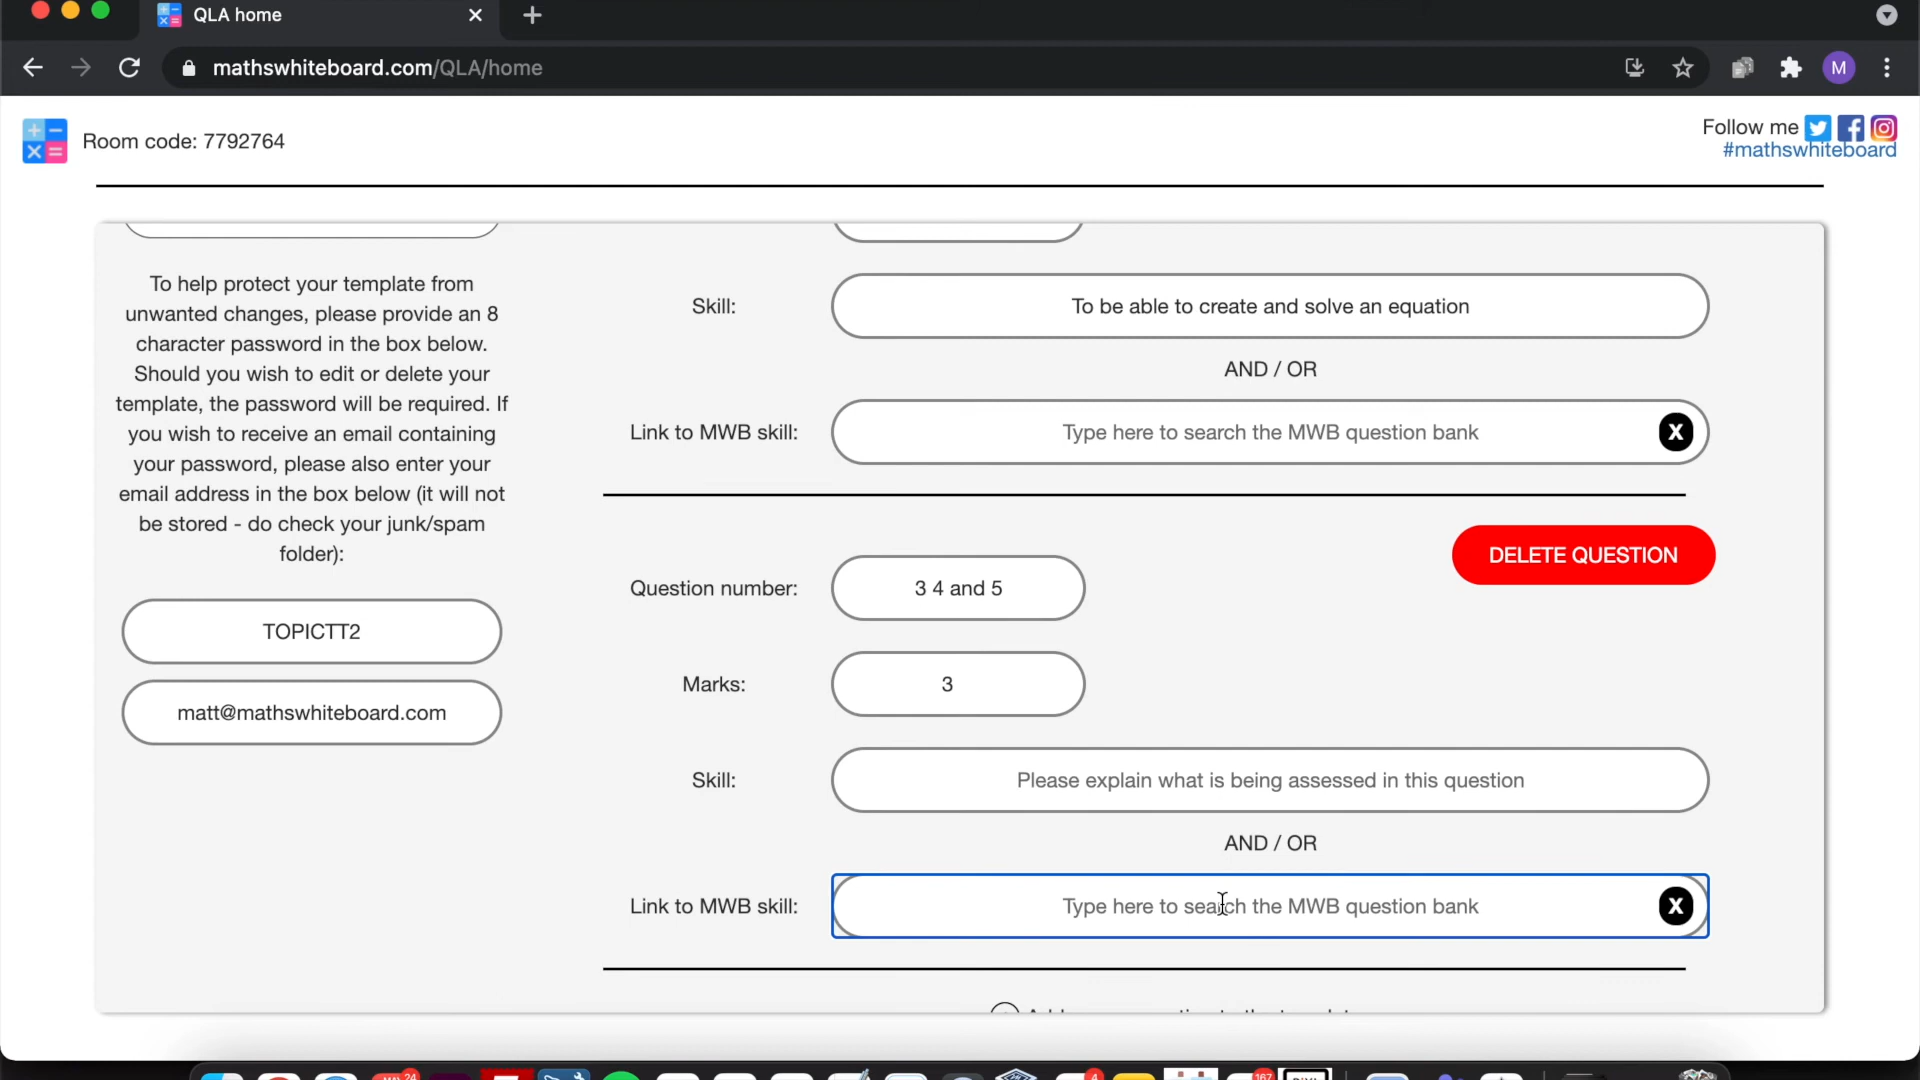 QLA home
mathswhiteboard.com/QLA/home
M
Room code: 7792764
Follow me
#mathswhiteboard
To help protect your template from
unwanted changes, please provide an 8
character password in the box below.
Should you wish to edit or delete your
template, the password will be required. If
you wish to receive an email containing
your password, please also enter your
email address in the box below (it will not
be stored - do check your junk/spam
folder):
TOPICTT2
matt@mathswhiteboard.com
Skill:
To be able to create and solve an equation
AND / OR
Link to MWB skill:
Type here to search the MWB question bank
X
DELETE QUESTION
Question number:
3 4 and 5
Marks:
3
Skill:
Please explain what is being assessed in this question
AND / OR
Link to MWB skill:
Type here to search the MWB question bank
X
MAY 24
4
167